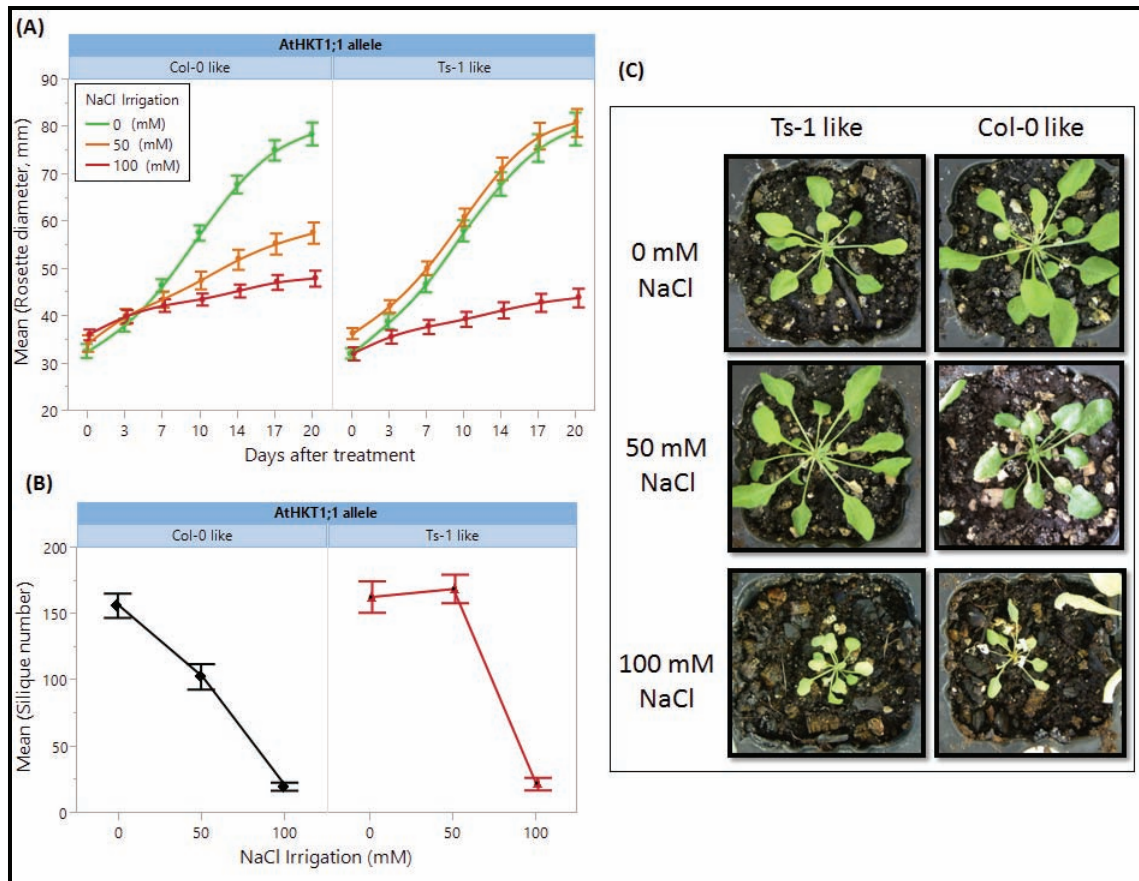 (A)
AtHKT1;1 allele
Col-0 like
Ts-1 like
NaCl Irrigation
0 (mM)
50 (mM)
100 (mM)
Mean (Rosette diameter, mm)
90
80
70
60
50
40
30
20
0 3 7 10 14 17 20 0 3 7 10 14 17 20
Days after treatment
(B)
AtHKT1;1 allele
Col-0 like
Ts-1 like
Mean (Silique number)
200
150
100
50
0
0 50 100 0 50 100
NaCl Irrigation (mM)
(C)
Ts-1 like Col-0 like
0 mM
NaCl
50 mM
NaCl
100 mM
NaCl